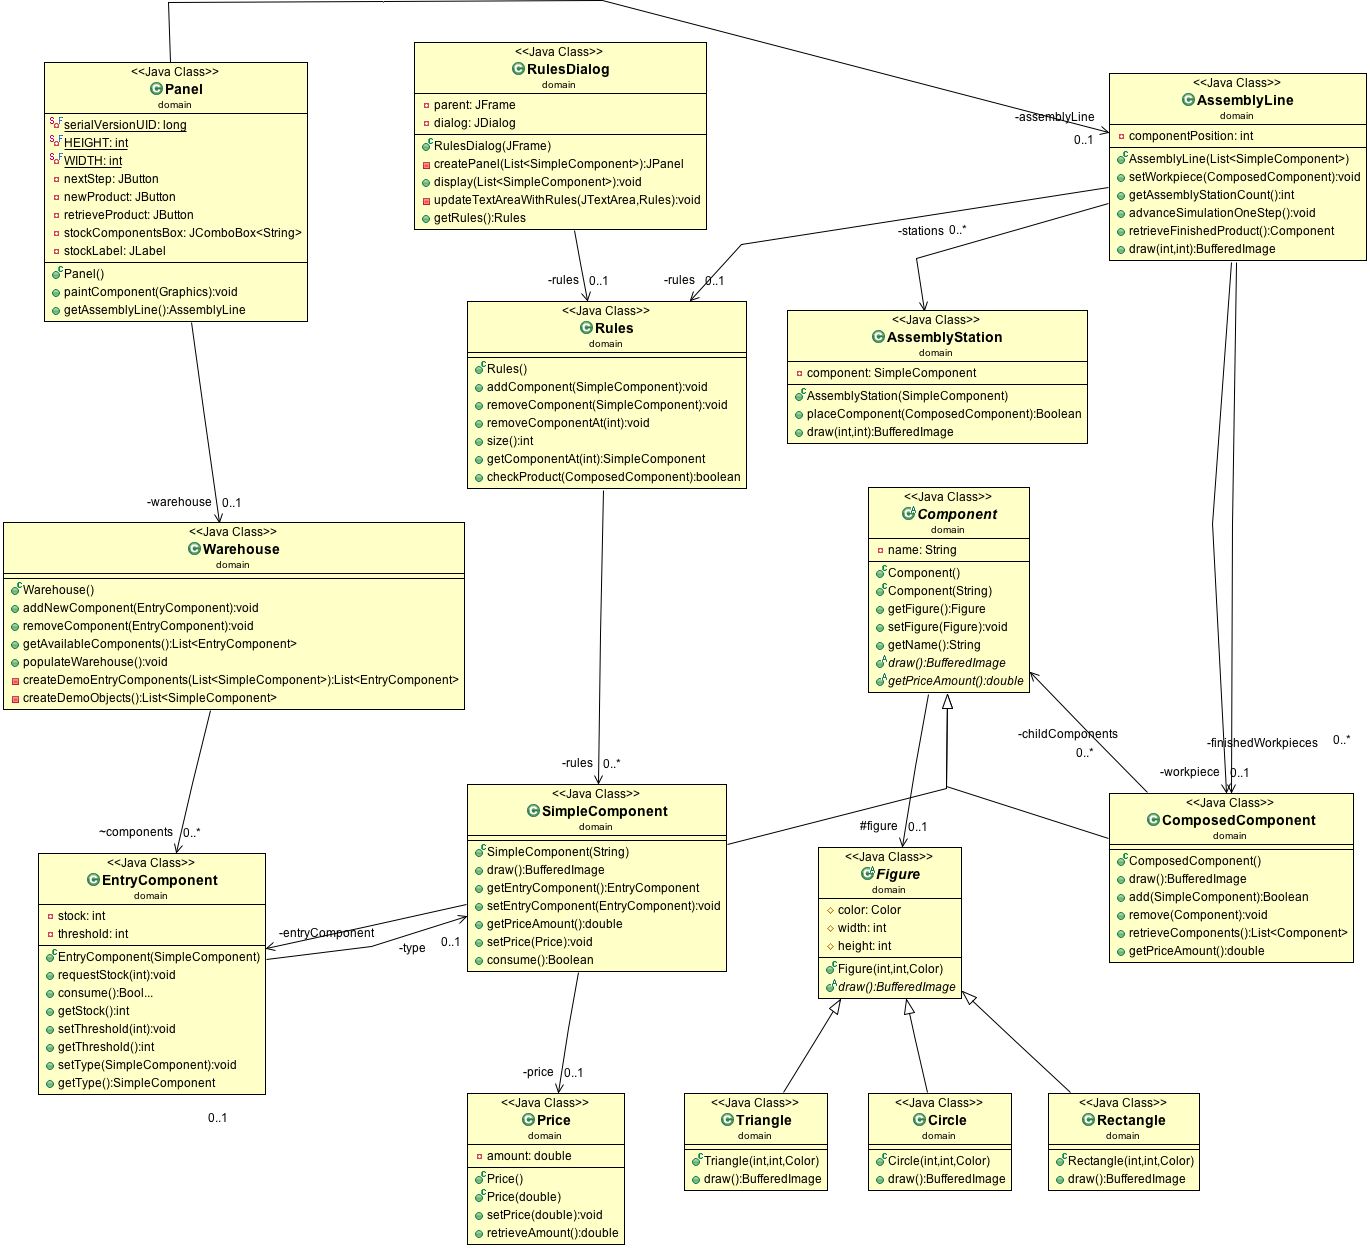 <<Java Class>>
Panel
domain
serialVersionUID: long
HEIGHT: int
WIDTH: int
nextStep: JButton
newProduct: JButton
retrieveProduct: JButton
stockComponentsBox: JComboBox<String>
stockLabel: JLabel
Panel()
paintComponent(Graphics):void
getAssemblyLine():AssemblyLine
<<Java Class>>
RulesDialog
domain
parent: JFrame
dialog: JDialog
RulesDialog(JFrame)
createPanel(List<SimpleComponent>):JPanel
display(List<SimpleComponent>):void
updateTextAreaWithRules(JTextArea,Rules):void
getRules():Rules
-assemblyLine
0..1
<<Java Class>>
AssemblyLine
domain
componentPosition: int
AssemblyLine(List<SimpleComponent>)
setWorkpiece(ComposedComponent):void
getAssemblyStationCount():int
advanceSimulationOneStep():void
retrieveFinishedProduct():Component
draw(int,int):BufferedImage
-rules 0..1
-rules 0..1
-stations 0..*
<<Java Class>>
Rules
domain
Rules()
addComponent(SimpleComponent):void
removeComponent(SimpleComponent):void
removeComponentAt(int):void
size():int
getComponentAt(int):SimpleComponent
checkProduct(ComposedComponent):boolean
<<Java Class>>
AssemblyStation
domain
component: SimpleComponent
AssemblyStation(SimpleComponent)
placeComponent(ComposedComponent):Boolean
draw(int,int):BufferedImage
-warehouse 0..1
<<Java Class>>
Warehouse
domain
Warehouse()
addNewComponent(EntryComponent):void
removeComponent(EntryComponent):void
getAvailableComponents():List<EntryComponent>
populateWarehouse():void
createDemoEntryComponents(List<SimpleComponent>):List<EntryComponent>
createDemoObjects():List<SimpleComponent>
<<Java Class>>
Component
domain
name: String
Component()
Component(String)
getFigure():Figure
setFigure(Figure):void
getName():String
draw():BufferedImage
getPriceAmount():double
-childComponents
0..*
-finishedWorkpieces 0..*
-workpiece 0..1
-rules 0..*
~components 0..*
#figure 0..1
<<Java Class>>
SimpleComponent
domain
SimpleComponent(String)
draw():BufferedImage
getEntryComponent():EntryComponent
setEntryComponent(EntryComponent):void
getPriceAmount():double
setPrice(Price):void
consume():Boolean
<<Java Class>>
ComposedComponent
domain
ComposedComponent()
draw():BufferedImage
add(SimpleComponent):Boolean
remove(Component):void
retrieveComponents():List<Component>
getPriceAmount():double
<<Java Class>>
EntryComponent
domain
stock: int
threshold: int
EntryComponent(SimpleComponent)
requestStock(int):void
consume():Bool...
getStock():int
setThreshold(int):void
getThreshold():int
setType(SimpleComponent):void
getType():SimpleComponent
-entryComponent
-type
0..1
0..1
<<Java Class>>
Figure
domain
color: Color
width: int
height: int
Figure(int,int,Color)
draw():BufferedImage
-price 0..1
<<Java Class>>
Price
domain
amount: double
Price()
Price(double)
setPrice(double):void
retrieveAmount():double
<<Java Class>>
Triangle
domain
Triangle(int,int,Color)
draw():BufferedImage
<<Java Class>>
Circle
domain
Circle(int,int,Color)
draw():BufferedImage
<<Java Class>>
Rectangle
domain
Rectangle(int,int,Color)
draw():BufferedImage